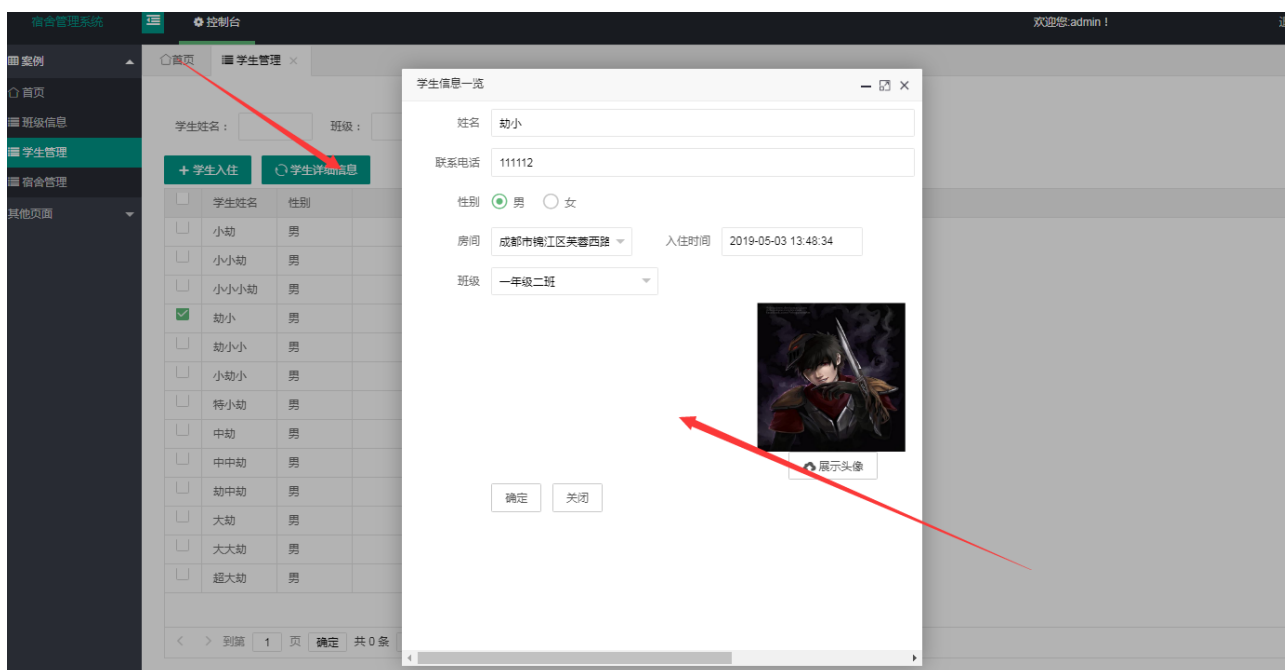 宿舍管理系统
控制台
欢迎您:admin！
案例
首页
班级信息
学生管理
宿舍管理
其他页面
首页
学生管理
学生姓名：
班级：
学生入住
学生详细信息
学生姓名 性别
小劫 男
小小劫 男
小小小劫 男
劫小 男
劫小小 男
小劫小 男
特小劫 男
中劫 男
中中劫 男
劫中劫 男
大劫 男
大大劫 男
超大劫 男
到第 1 页 确定 共 0 条
学生信息一览
姓名 劫小
联系电话 111112
性别 男 女
房间 成都市锦江区芙蓉西路 入住时间 2019-05-03 13:48:34
班级 一年级二班
展示头像
确定 关闭